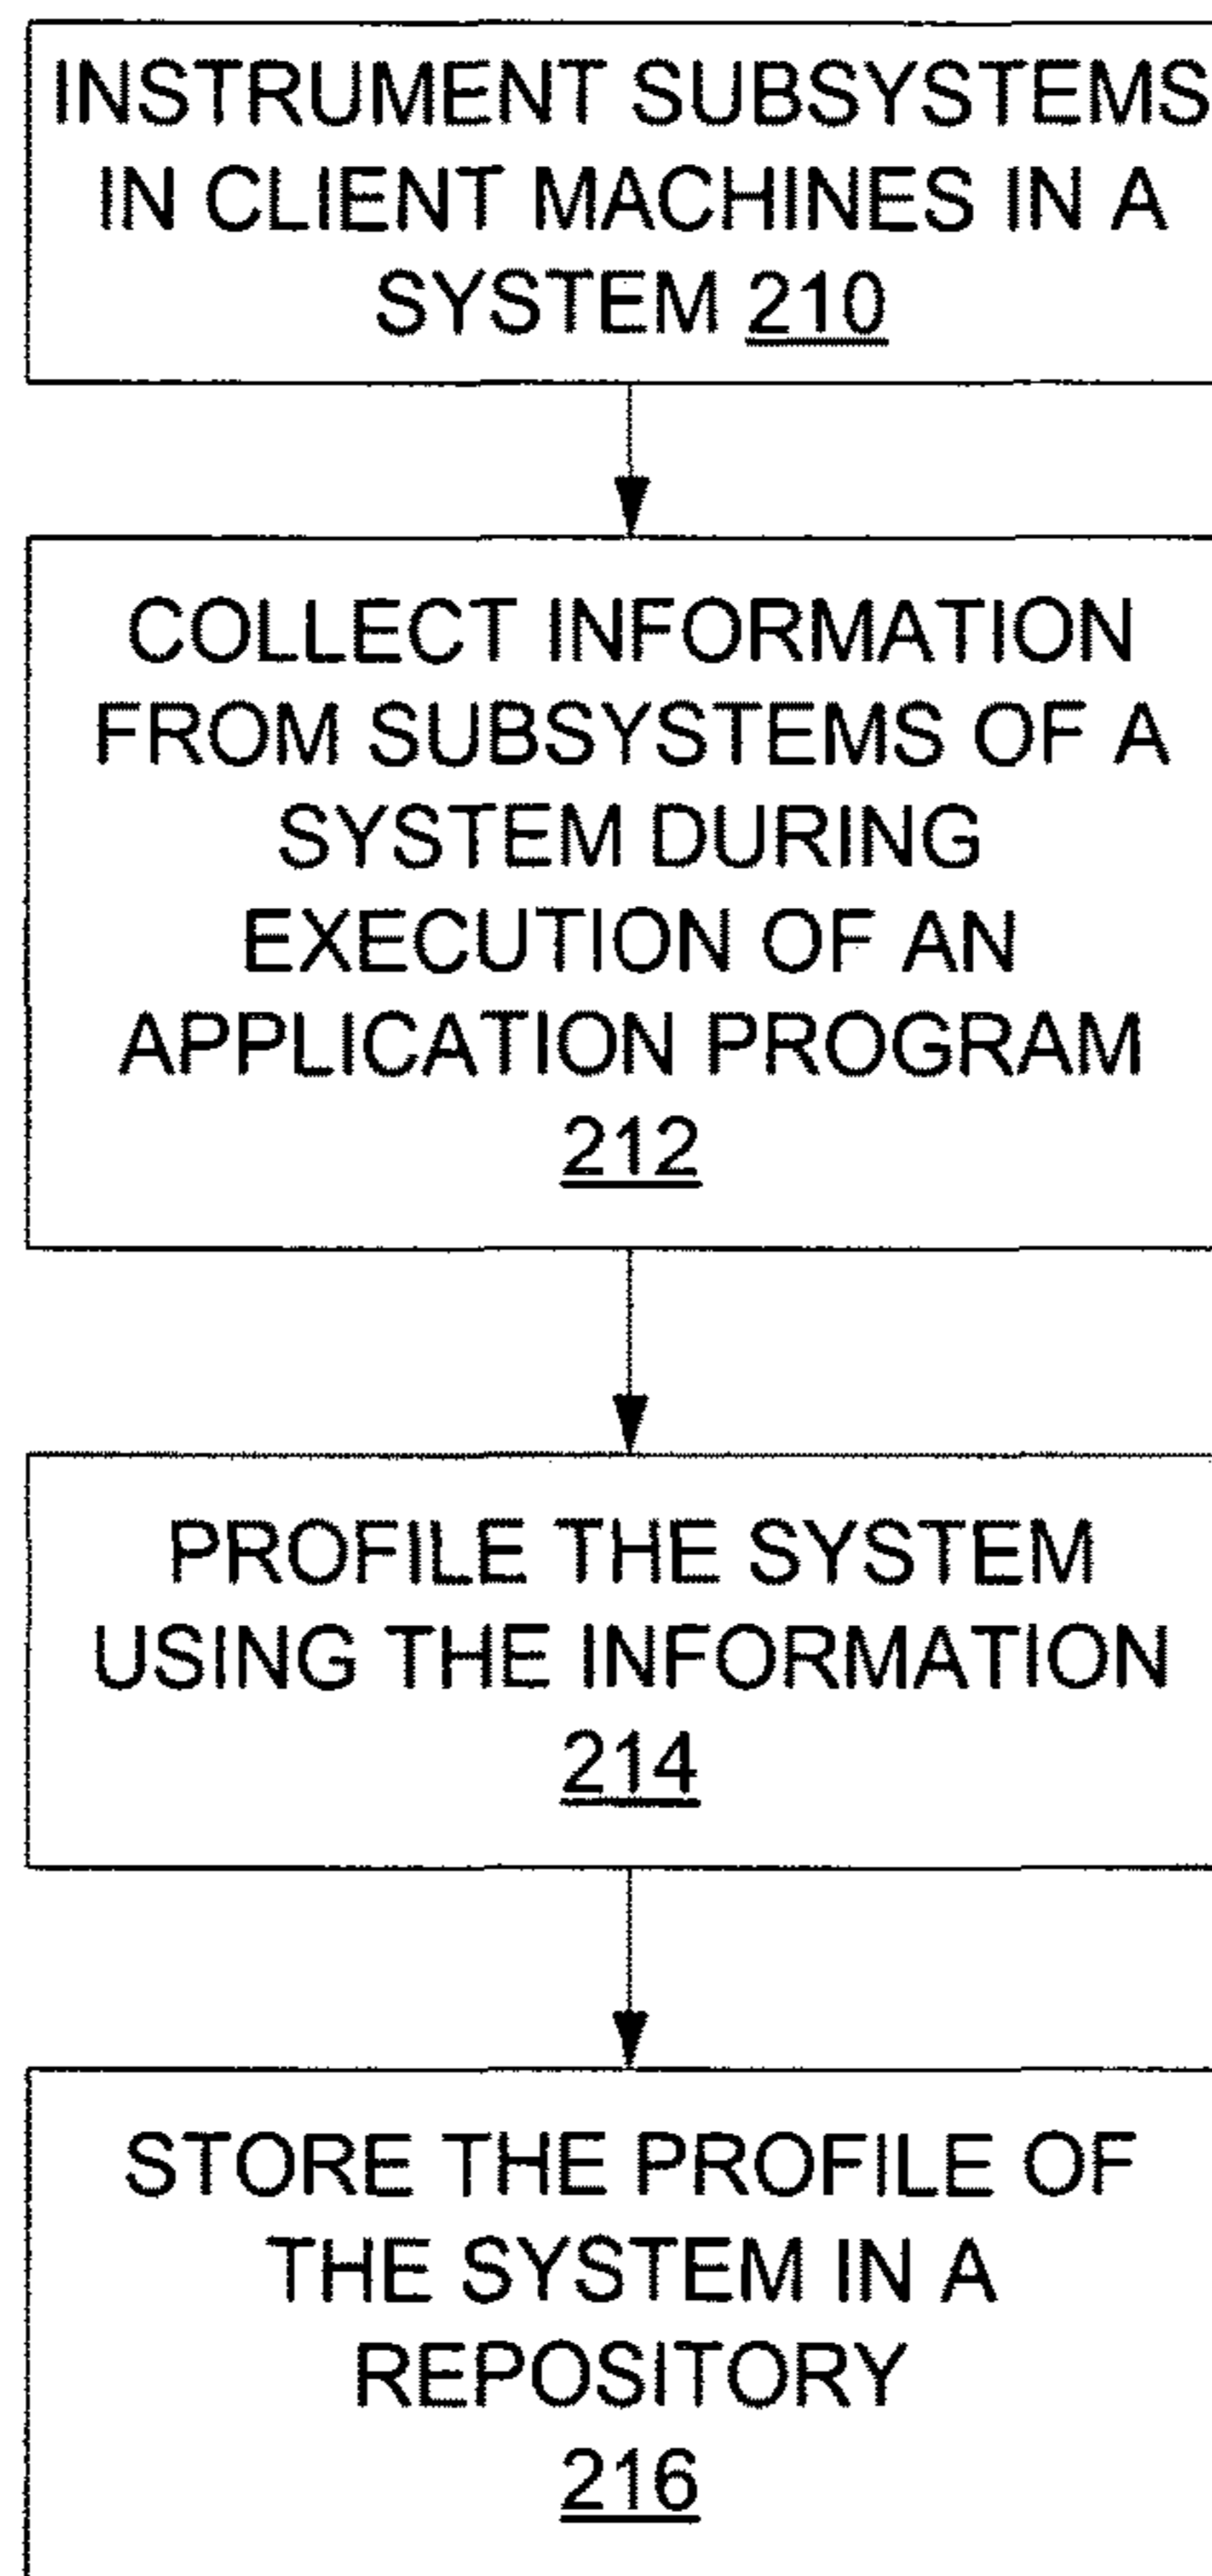 INSTRUMENT SUBSYSTEMS
IN CLIENT MACHINES IN A
SYSTEM 210
COLLECT INFORMATION
FROM SUBSYSTEMS OF A
SYSTEM DURING
EXECUTION OF AN
APPLICATION PROGRAM
212
PROFILE THE SYSTEM
USING THE INFORMATION
214
STORE THE PROFILE OF
THE SYSTEM IN A
REPOSITORY
216